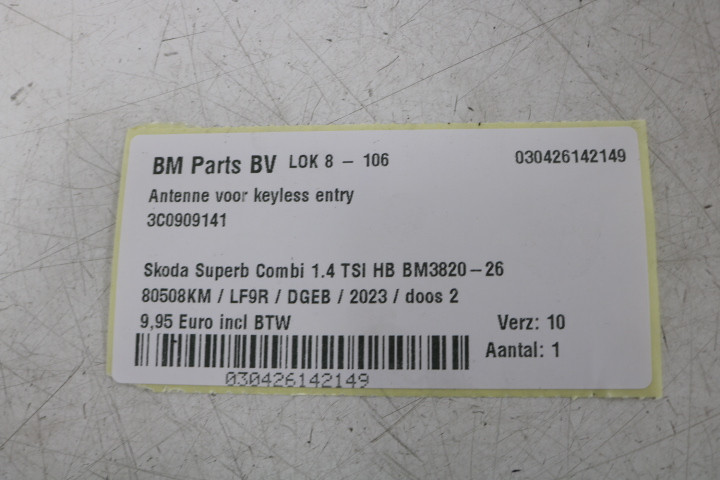 BM Parts BV LOK 8 - 106 030426142149
Antenne voor keyless entry
3C0909141
Skoda Superb Combi 1.4 TSI HB BM3820-26
80508KM / LF9R / DGEB / 2023 / doos 2
9,95 Euro incl BTW Verz: 10
Aantal: 1
030426142149